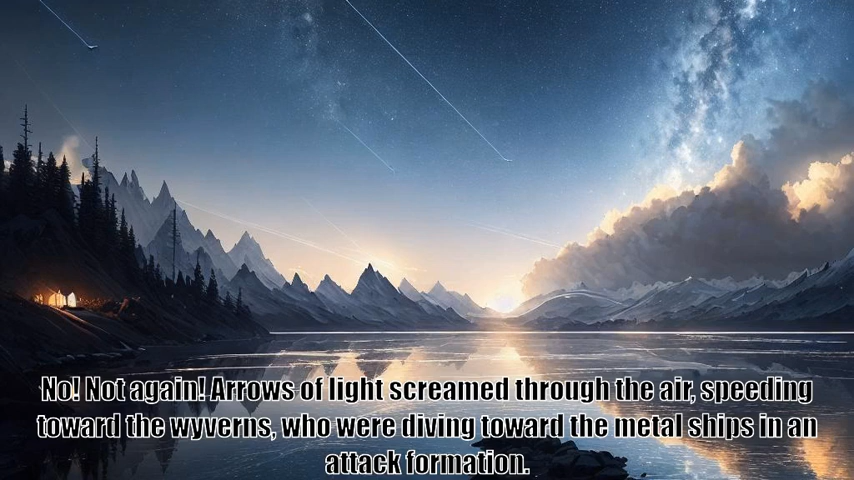 No! Not again! Arrows of light screamed through the air, speeding
toward the wyverns, who were diving toward the metal ships in an
attack formation.